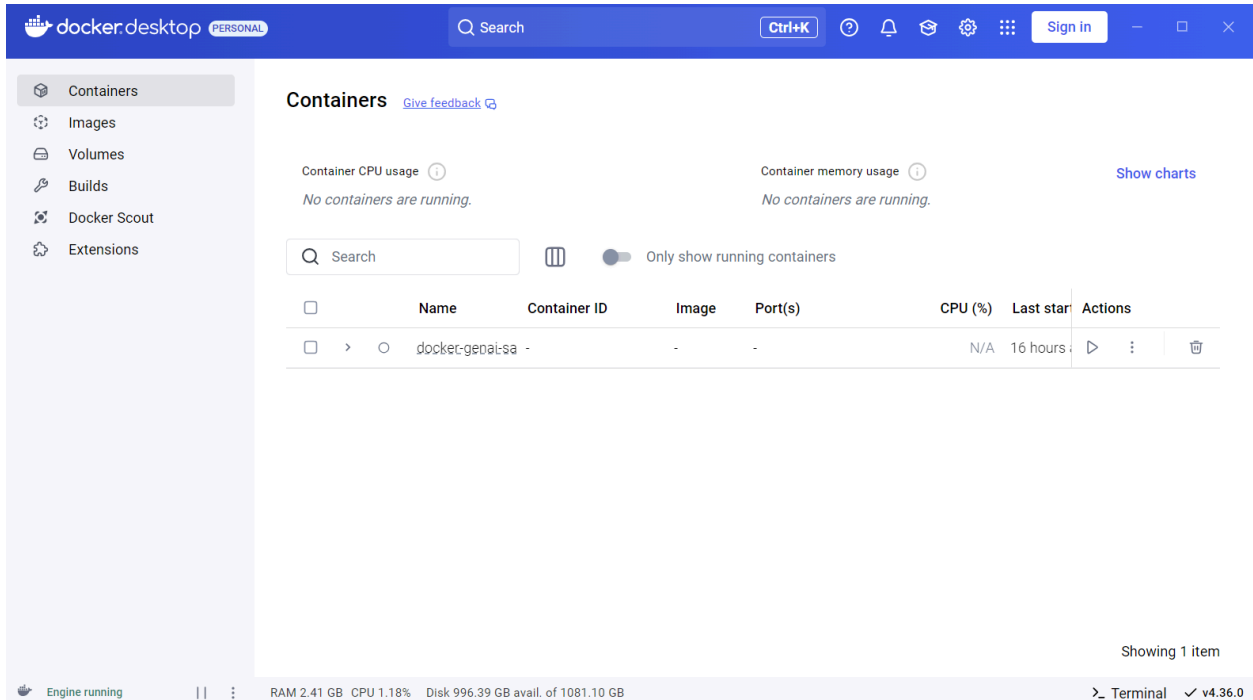 docker.desktop PERSONAL Search Ctrl+K Sign in
Containers
Images
Volumes
Builds
Docker Scout
Extensions
Containers Give feedback
Container CPU usage Container memory usage Show charts
No containers are running. No containers are running.
Search Only show running containers
Name Container ID Image Port(s) CPU (%) Last start Actions
docker-genai-sa - - - N/A 16 hours
Showing 1 item
Engine running RAM 2.41 GB CPU 1.18% Disk 996.39 GB avail. of 1081.10 GB Terminal v4.36.0